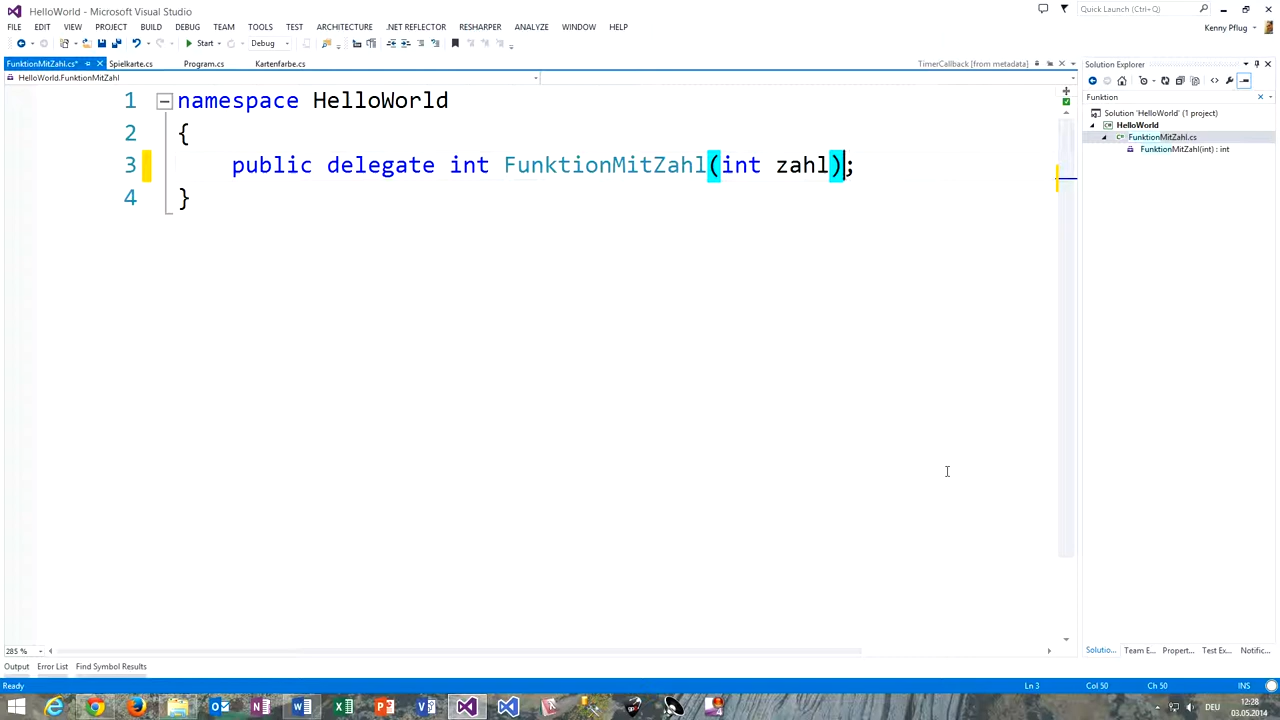 HelloWorld - Microsoft Visual Studio
Quick Launch (Ctrl+Q)
FILE EDIT VIEW PROJECT BUILD DEBUG TEAM TOOLS TEST ARCHITECTURE .NET REFLECTOR RESHARPER ANALYZE WINDOW HELP
Kenny Pflug
Start Debug
FunktionMitZahl.cs* Spielkarte.cs Program.cs Kartenfarbe.cs TimerCallback [from metadata]
Solution Explorer
HelloWorld.FunktionMitZahl
Funktion
1 namespace HelloWorld
2 {
3 public delegate int FunktionMitZahl(int zahl);
4 }
Solution 'HelloWorld' (1 project)
HelloWorld
FunktionMitZahl.cs
FunktionMitZahl(int) : int
285 %
Solutio... Team E... Propert... Test Ex... Notific...
Output Error List Find Symbol Results
Ready Ln 3 Col 50 Ch 50 INS
DEU
12:28
03.05.2014